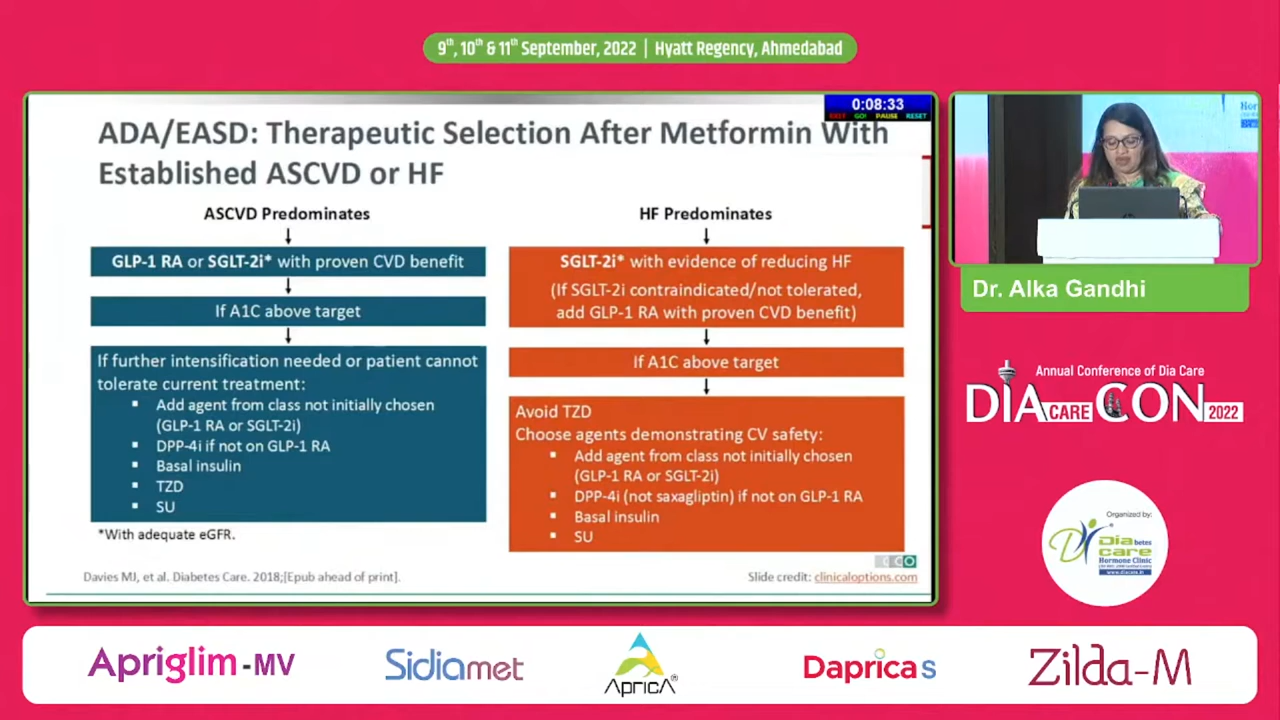 9th, 10th & 11th September, 2022 | Hyatt Regency, Ahmedabad
0:08:33
EXIT GO! PAUSE RESET
ADA/EASD: Therapeutic Selection After Metformin With
Established ASCVD or HF
ASCVD Predominates
GLP-1 RA or SGLT-2i* with proven CVD benefit
If A1C above target
If further intensification needed or patient cannot
tolerate current treatment:
▪ Add agent from class not initially chosen
(GLP-1 RA or SGLT-2i)
▪ DPP-4i if not on GLP-1 RA
▪ Basal insulin
▪ TZD
▪ SU
*With adequate eGFR.
HF Predominates
SGLT-2i* with evidence of reducing HF
(If SGLT-2i contraindicated/not tolerated,
add GLP-1 RA with proven CVD benefit)
If A1C above target
Avoid TZD
Choose agents demonstrating CV safety:
▪ Add agent from class not initially chosen
(GLP-1 RA or SGLT-2i)
▪ DPP-4i (not saxagliptin) if not on GLP-1 RA
▪ Basal insulin
▪ SU
CCO
Davies MJ, et al. Diabetes Care. 2018;[Epub ahead of print].
Slide credit: clinicaloptions.com
Dr. Alka Gandhi
Annual Conference of Dia Care
DIA CARE CON 2022
Organized by:
Diabetes
care
Hormone Clinic
www.diacare.in
Apriglim-MV
Sidiamet
APRICA®
Daprica S
Zilda-M